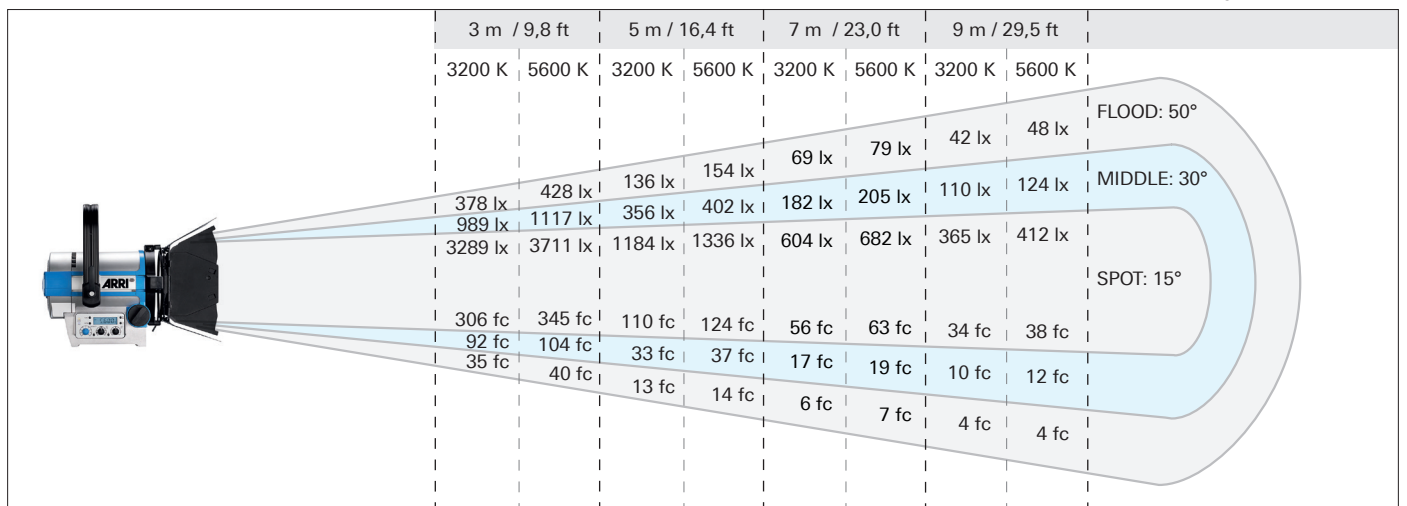 3 m / 9,8 ft 5 m / 16,4 ft 7 m / 23,0 ft 9 m / 29,5 ft
3200 K 5600 K 3200 K 5600 K 3200 K 5600 K 3200 K 5600 K
FLOOD: 50°
378 lx 428 lx 136 lx 154 lx 69 lx 79 lx 42 lx 48 lx
MIDDLE: 30°
989 lx 1117 lx 356 lx 402 lx 182 lx 205 lx 110 lx 124 lx
3289 lx 3711 lx 1184 lx 1336 lx 604 lx 682 lx 365 lx 412 lx
ARRI®
SPOT: 15°
306 fc 345 fc 110 fc 124 fc 56 fc 63 fc 34 fc 38 fc
92 fc 104 fc 33 fc 37 fc 17 fc 19 fc 10 fc 12 fc
35 fc 40 fc 13 fc 14 fc 6 fc 7 fc 4 fc 4 fc